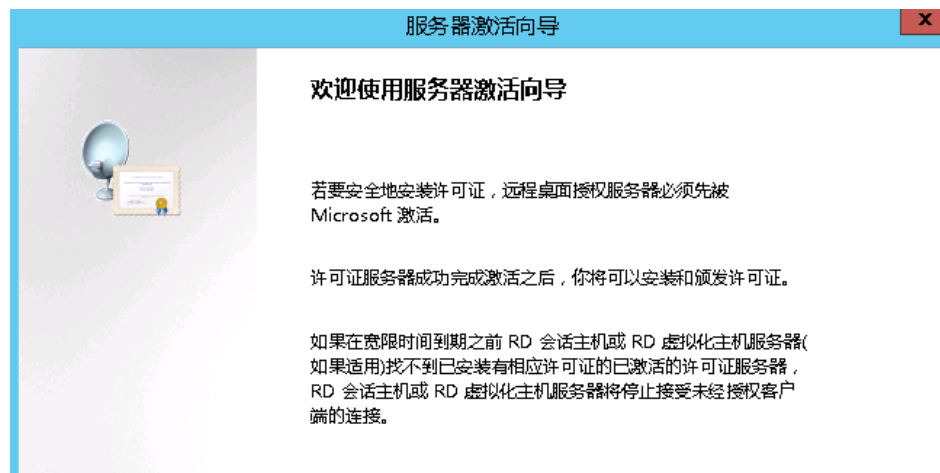 服务器激活向导
X
欢迎使用服务器激活向导
若要安全地安装许可证，远程桌面授权服务器必须先被
Microsoft 激活。
许可证服务器成功完成激活之后，你将可以安装和颁发许可证。
如果在宽限时间到期之前 RD 会话主机或 RD 虚拟化主机服务器(
如果适用)找不到已安装有相应许可证的已激活的许可证服务器，
RD 会话主机或 RD 虚拟化主机服务器将停止接受未经授权客户
端的连接。